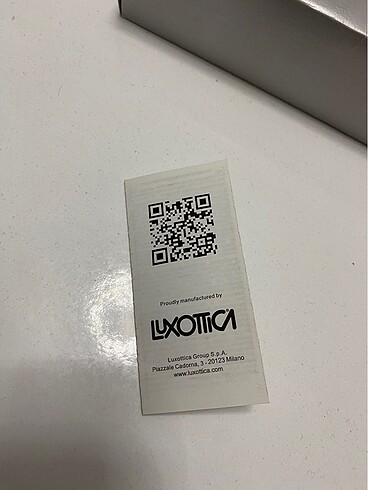 Proudly manufactured by
LUXOTTICA
Luxottica Group S.p.A.
Piazzale Cadorna, 3 - 20123 Milano
www.luxottica.com